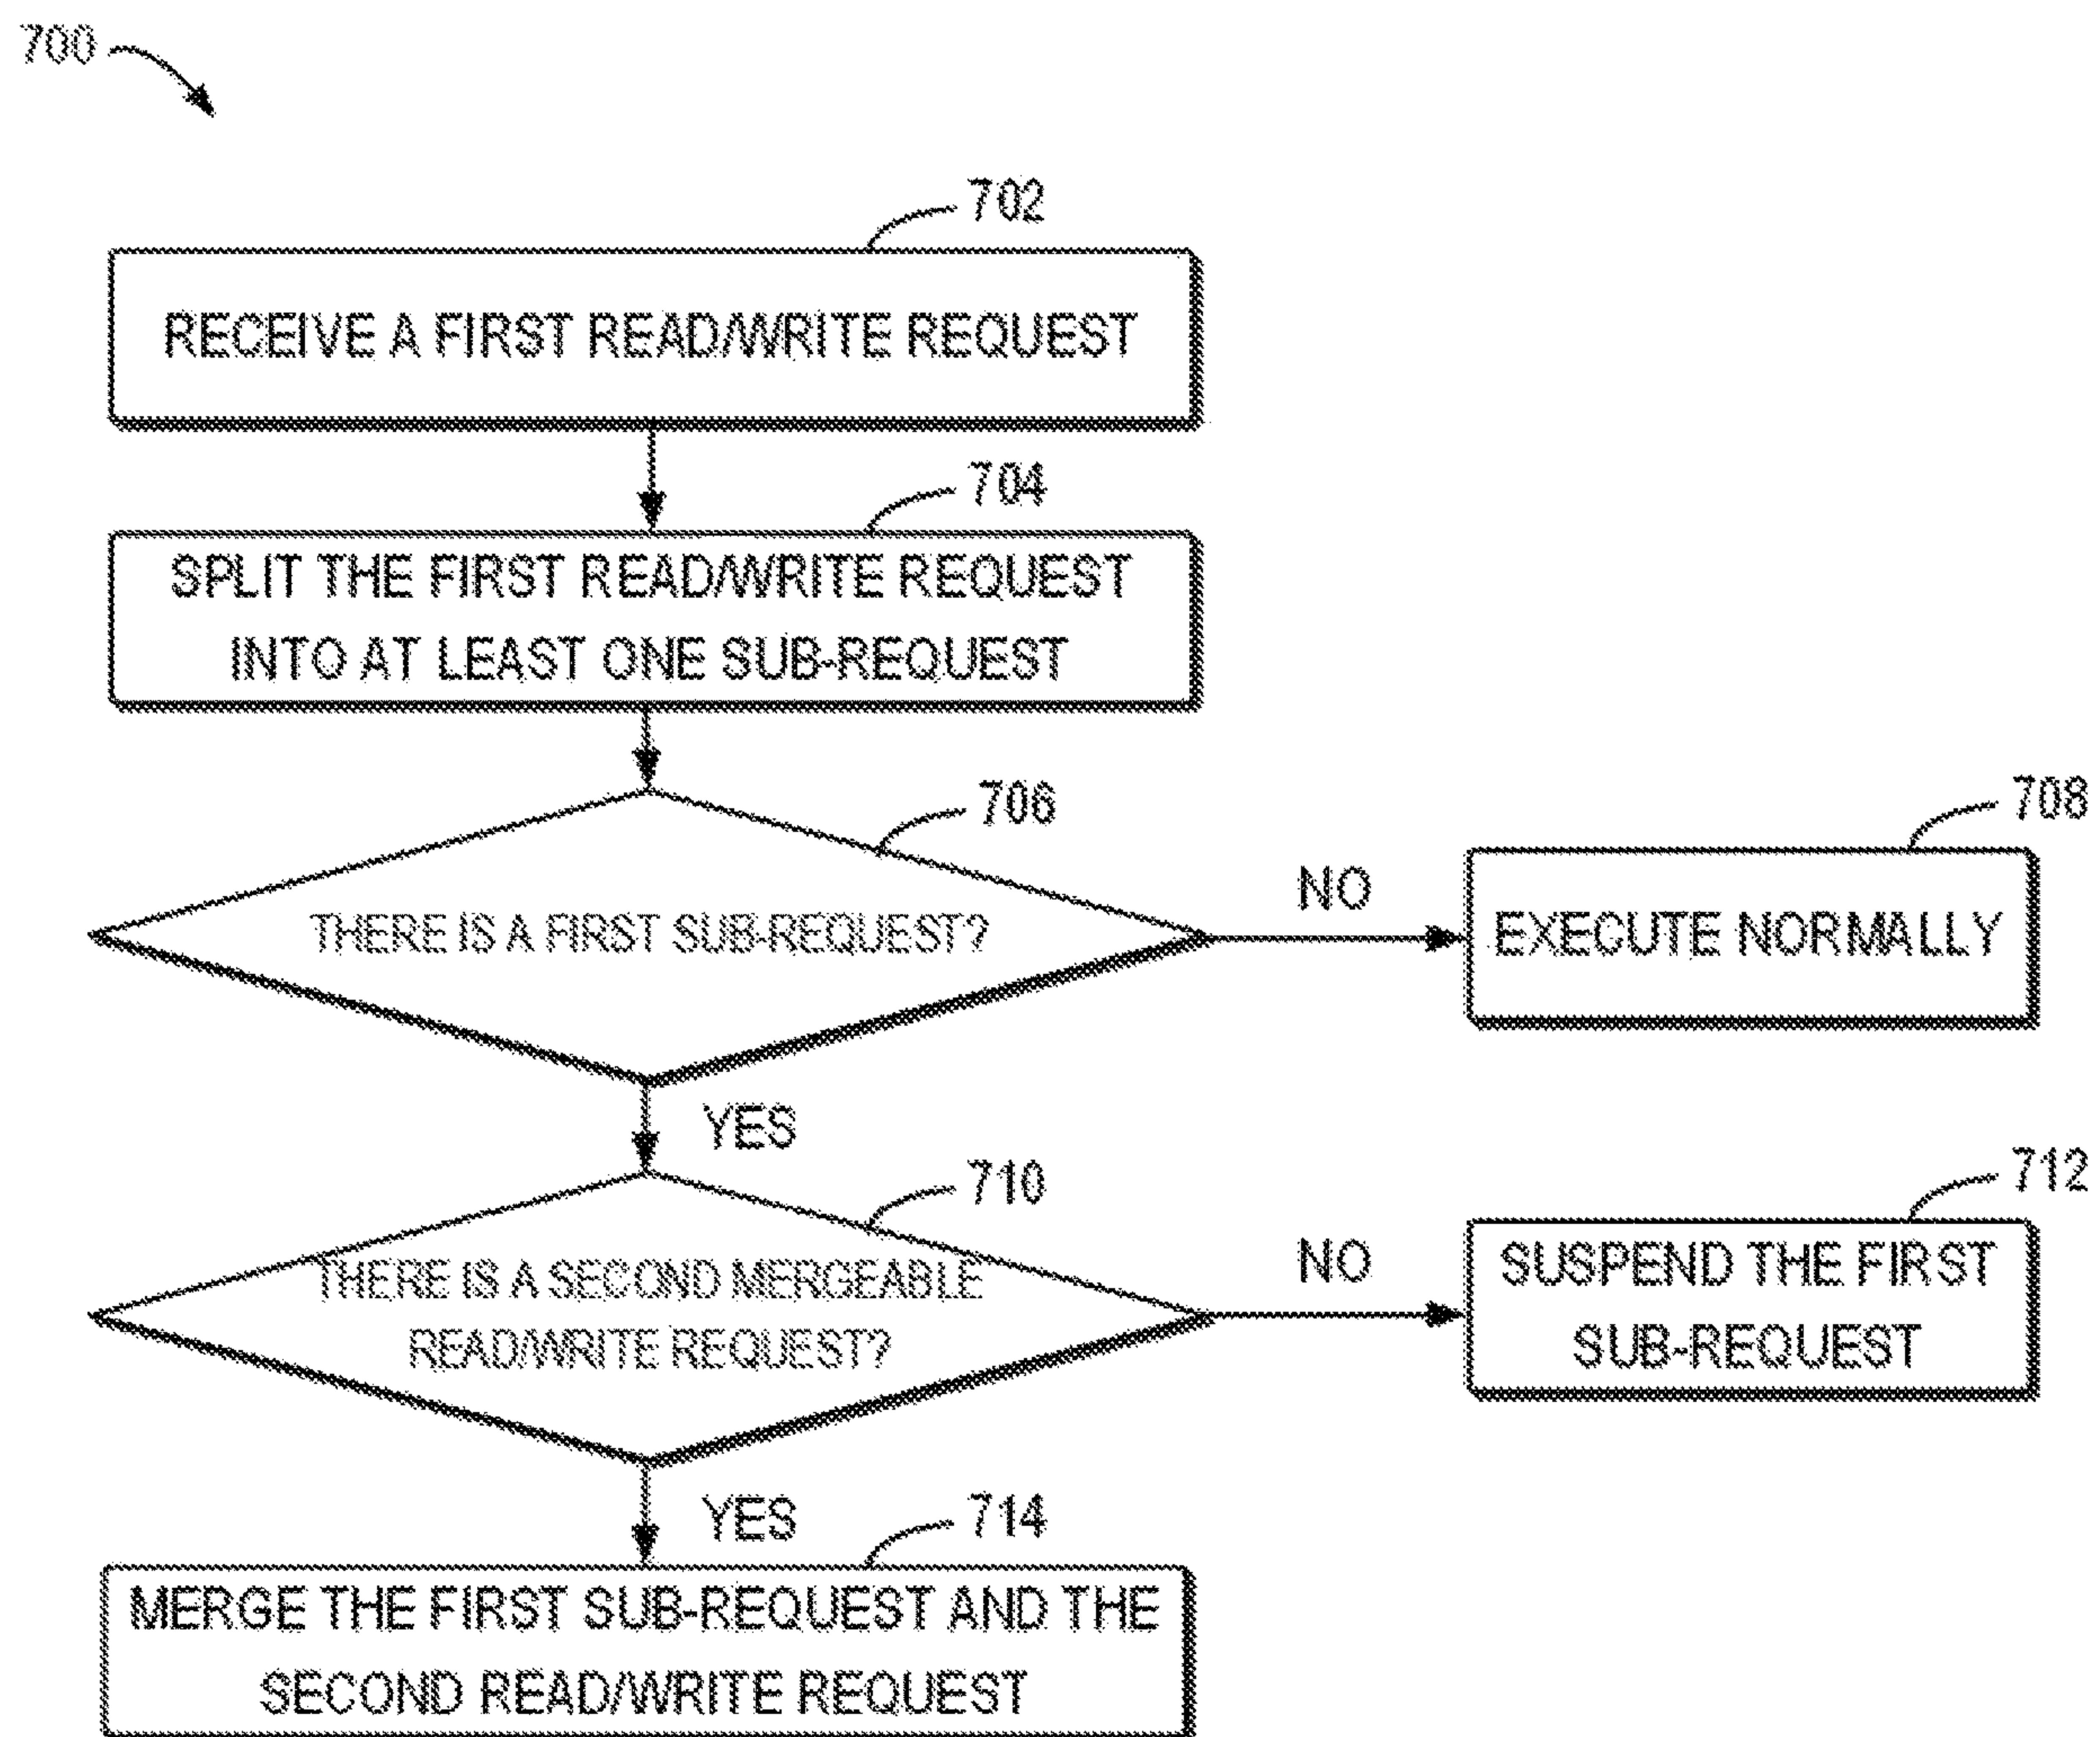 700
702
RECEIVE A FIRST READ/WRITE REQUEST
704
SPLIT THE FIRST READ/WRITE REQUEST
INTO AT LEAST ONE SUB-REQUEST
706
708
THERE IS A FIRST SUB-REQUEST?
NO
EXECUTE NORMALLY
YES
710
712
THERE IS A SECOND MERGEABLE
READ/WRITE REQUEST?
NO
SUSPEND THE FIRST
SUB-REQUEST
YES
714
MERGE THE FIRST SUB-REQUEST AND THE
SECOND READ/WRITE REQUEST